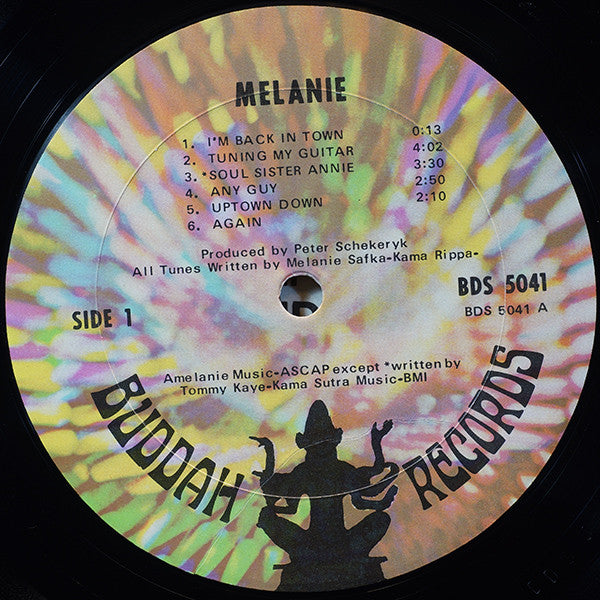 MELANIE
1. I'M BACK IN TOWN 0:13
2. TUNING MY GUITAR 4:02
3. *SOUL SISTER ANNIE 3:30
4. ANY GUY 2:50
5. UPTOWN DOWN 2:10
6. AGAIN
Produced by Peter Schekeryk
All Tunes Written by Melanie Safka-Kama Rippa-
SIDE 1
BDS 5041
BDS 5041 A
Amelanie Music-ASCAP except *written by
Tommy Kaye-Kama Sutra Music-BMI
BUDDAH RECORDS